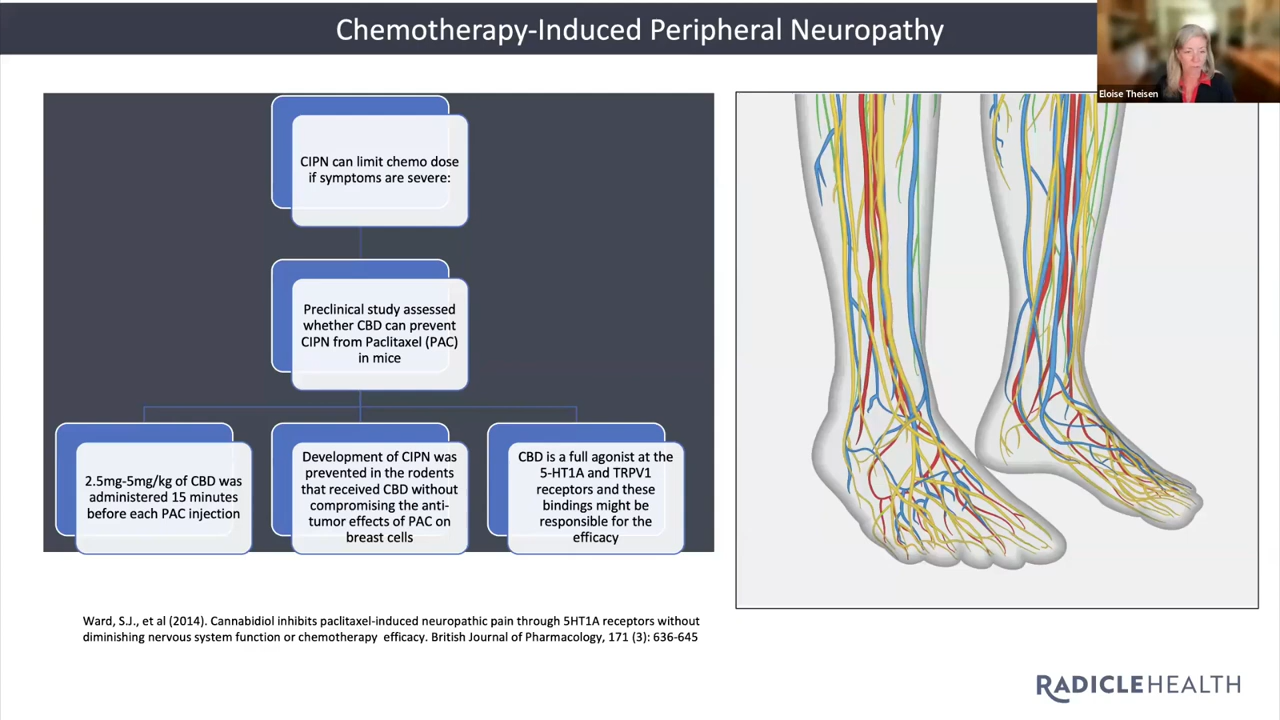 Chemotherapy-Induced Peripheral Neuropathy
Eloise Theisen
CIPN can limit chemo dose
if symptoms are severe:
Preclinical study assessed
whether CBD can prevent
CIPN from Paclitaxel (PAC)
in mice
2.5mg-5mg/kg of CBD was
administered 15 minutes
before each PAC injection
Development of CIPN was
prevented in the rodents
that received CBD without
compromising the anti-
tumor effects of PAC on
breast cells
CBD is a full agonist at the
5-HT1A and TRPV1
receptors and these
bindings might be
responsible for the
efficacy
Ward, S.J., et al (2014). Cannabidiol inhibits paclitaxel-induced neuropathic pain through 5HT1A receptors without
diminishing nervous system function or chemotherapy efficacy. British Journal of Pharmacology, 171 (3): 636-645
RADICLEHEALTH